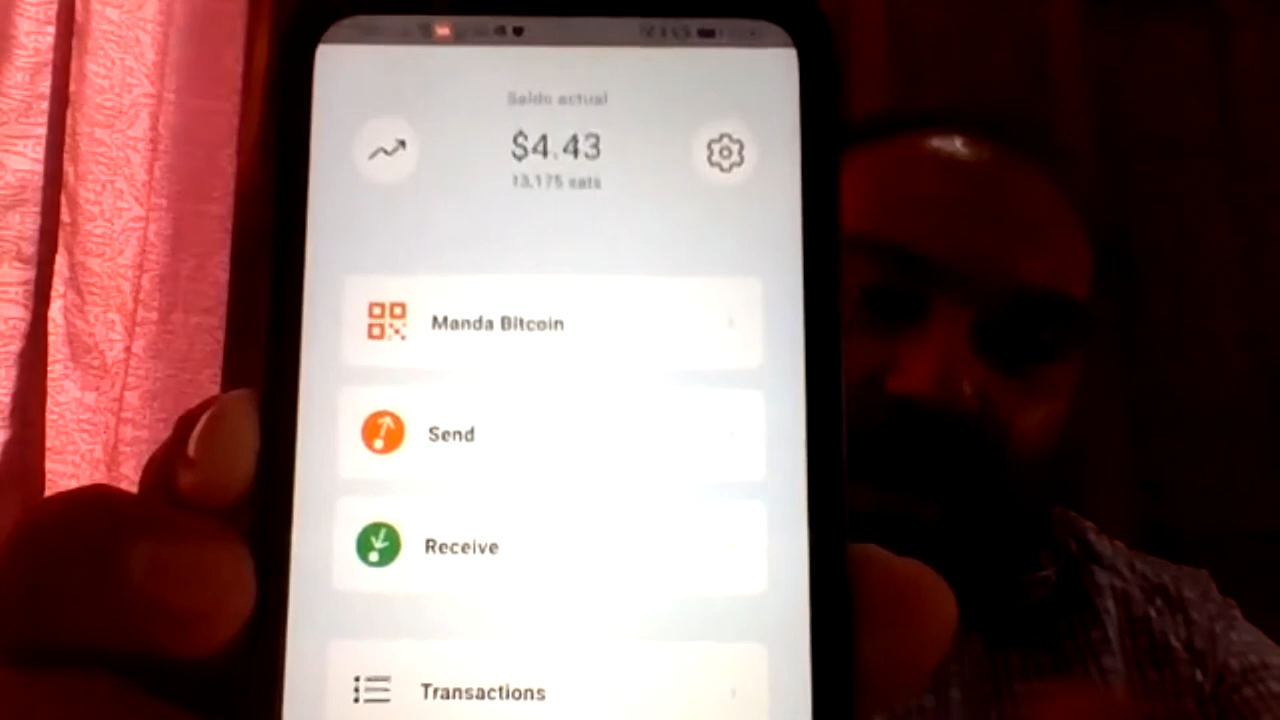 Saldo actual
$4.43
13,175 sats
Manda Bitcoin
Send
Receive
Transactions